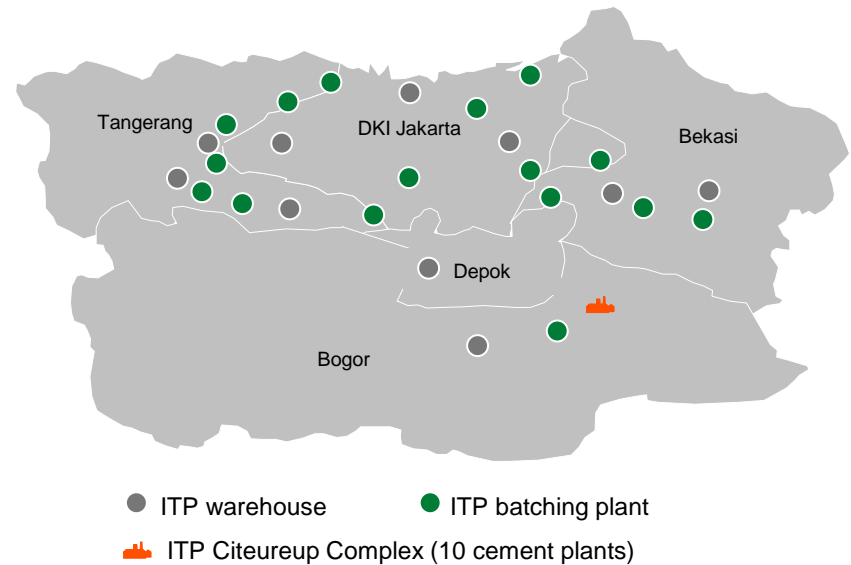 Tangerang
DKI Jakarta
Bekasi
Depok
Bogor
ITP warehouse
ITP batching plant
ITP Citeureup Complex (10 cement plants)